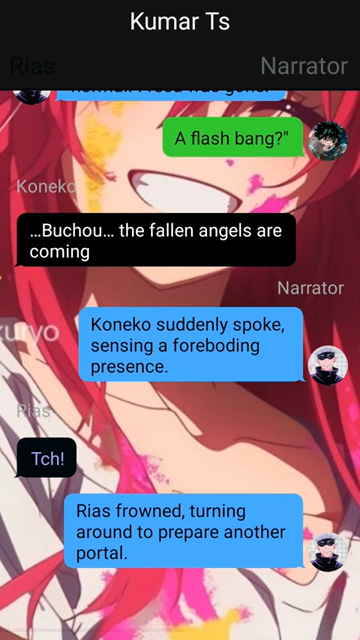 Kumar Ts
Rias
Narrator
A flash bang?"
Koneko
...Buchou... the fallen angels are
coming
Narrator
Koneko suddenly spoke,
sensing a foreboding
presence.
Rias
Tch!
Rias frowned, turning
around to prepare another
portal.